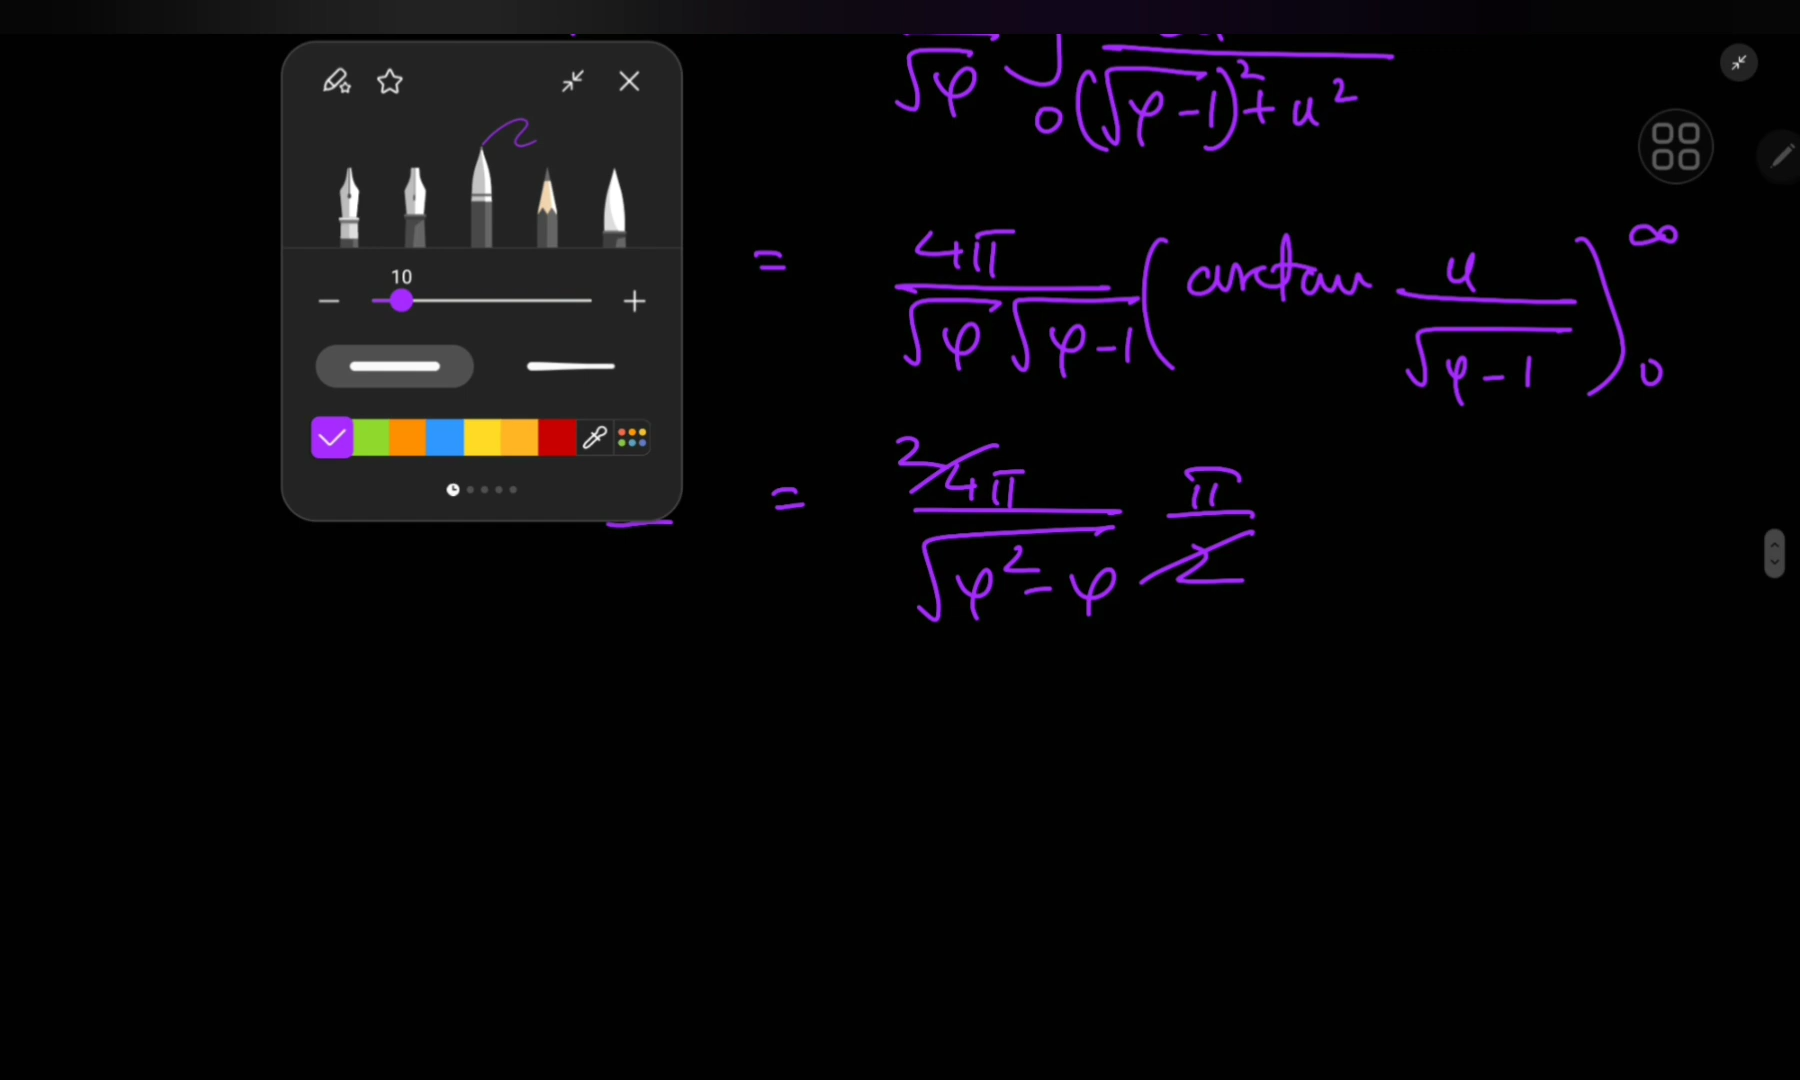 √φ ∫ 0 (√φ-1)² + u²
10
= 4π / √φ √φ-1 ( arctan u / √φ-1 ) ∞ 0
= 2 4π / √φ²-φ π / 2